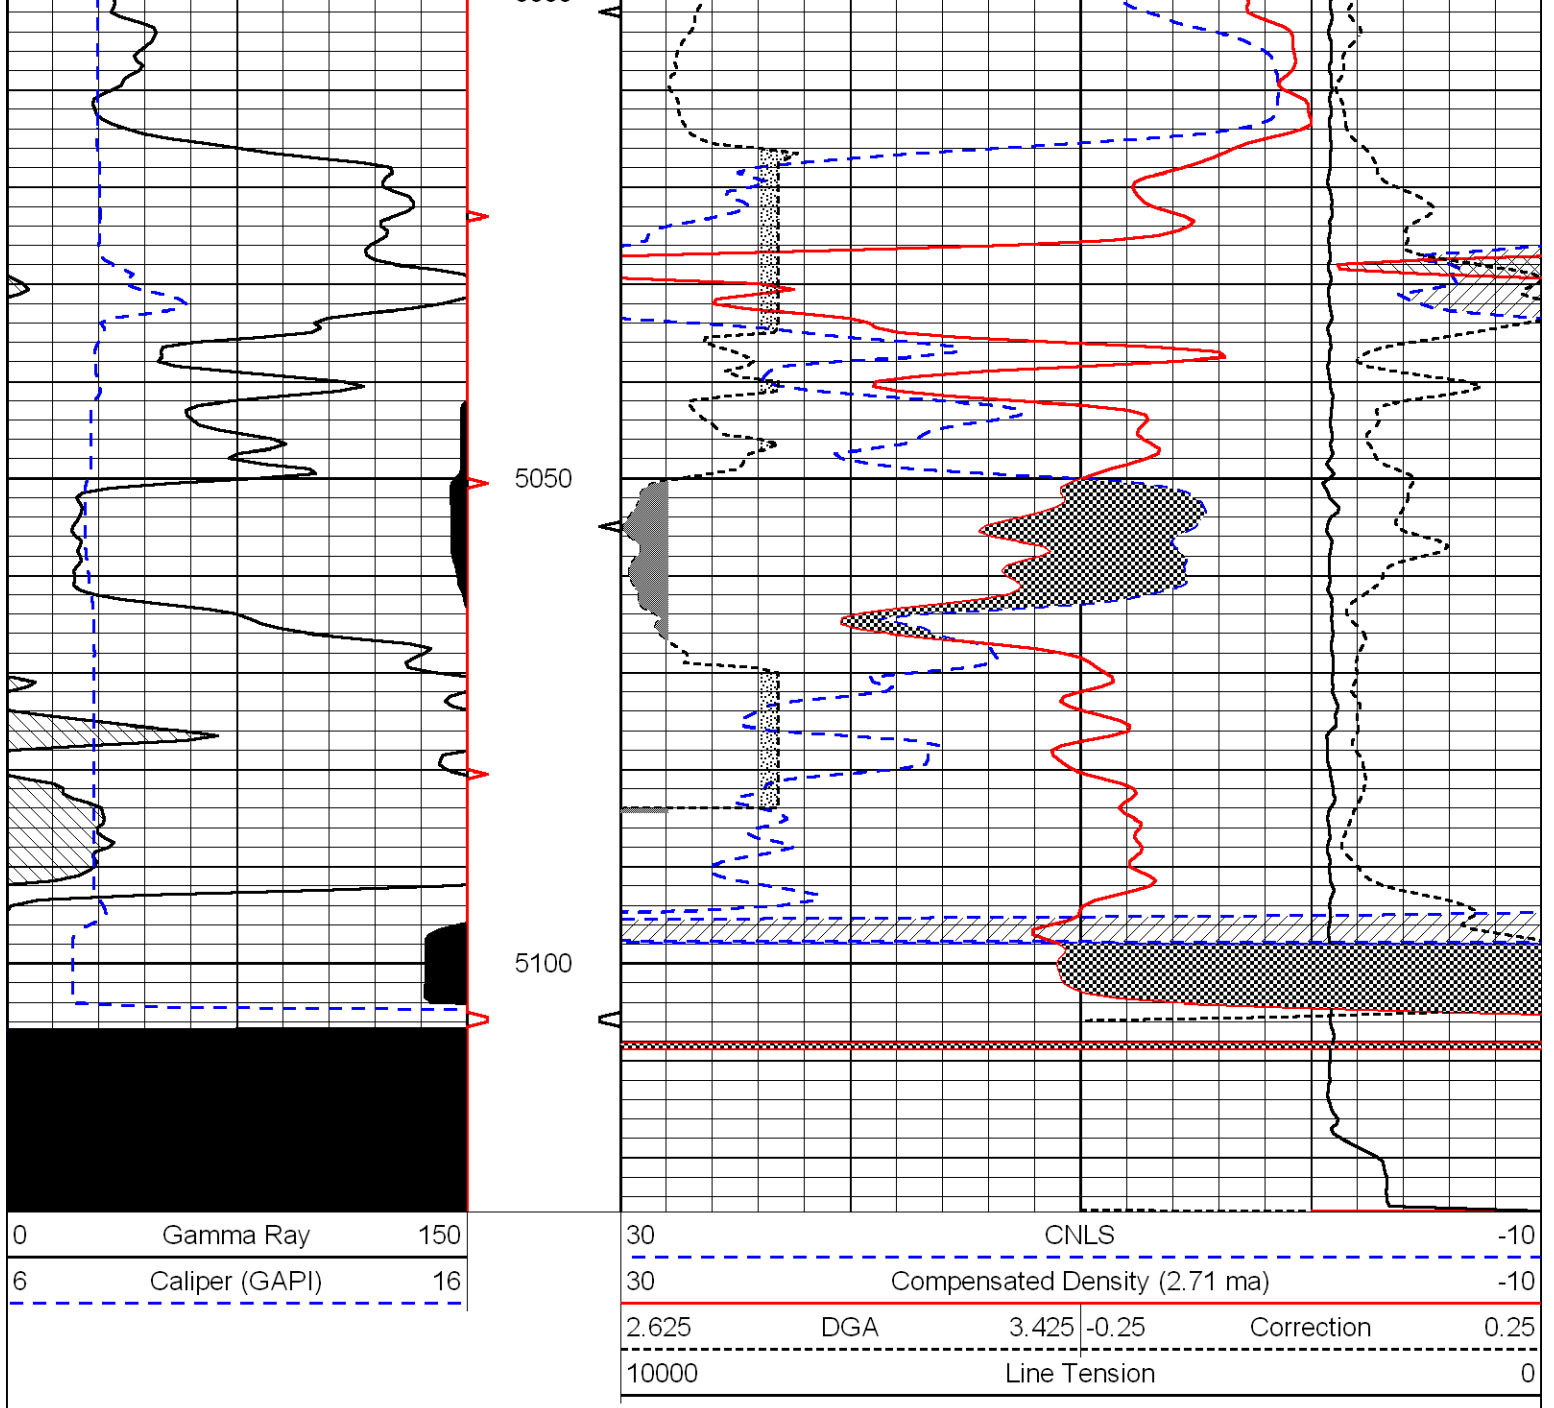 5050
5100
0 Gamma Ray 150
6 Caliper (GAPI) 16
30 CNLS -10
30 Compensated Density (2.71 ma) -10
2.625 DGA 3.425 -0.25 Correction 0.25
10000 Line Tension 0